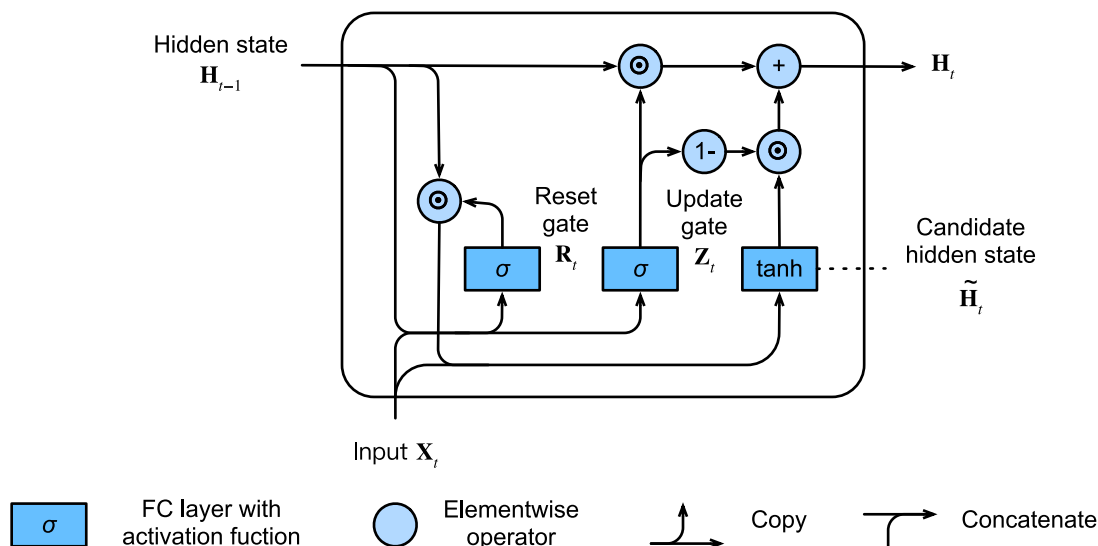 Hidden state
H_{t−1}
⊙
+
H_t
1-
⊙
⊙
Reset
gate
R_t
Update
gate
Z_t
Candidate
hidden state
H̃_t
σ
σ
tanh
Input X_t
σ
FC layer with
activation fuction
Elementwise
operator
Copy
Concatenate